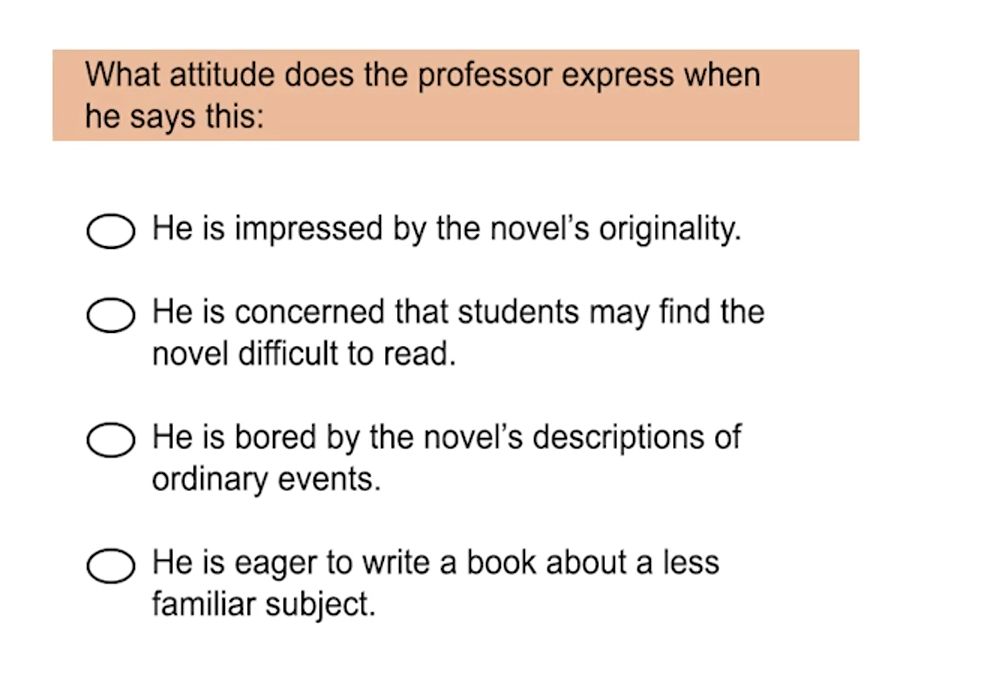 What attitude does the professor express when
he says this:
He is impressed by the novel’s originality.
He is concerned that students may find the
novel difficult to read.
He is bored by the novel’s descriptions of
ordinary events.
He is eager to write a book about a less
familiar subject.